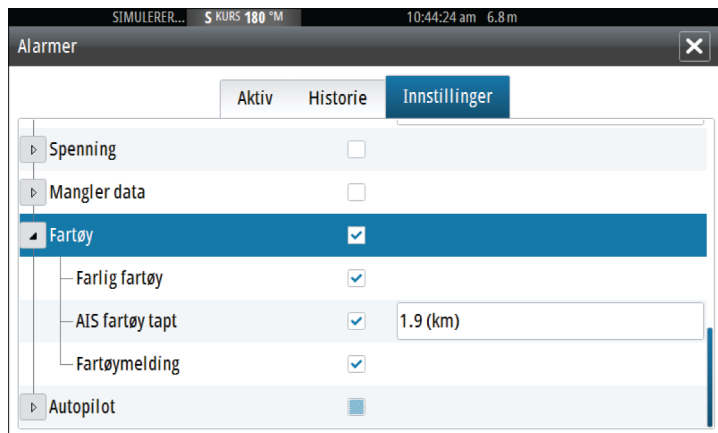 SIMULERER... S KURS 180 °M 10:44:24 am 6.8 m
Alarmer
Aktiv Historie Innstillinger
Spenning
Mangler data
Fartøy
Farlig fartøy
AIS fartøy tapt 1.9 (km)
Fartøymelding
Autopilot